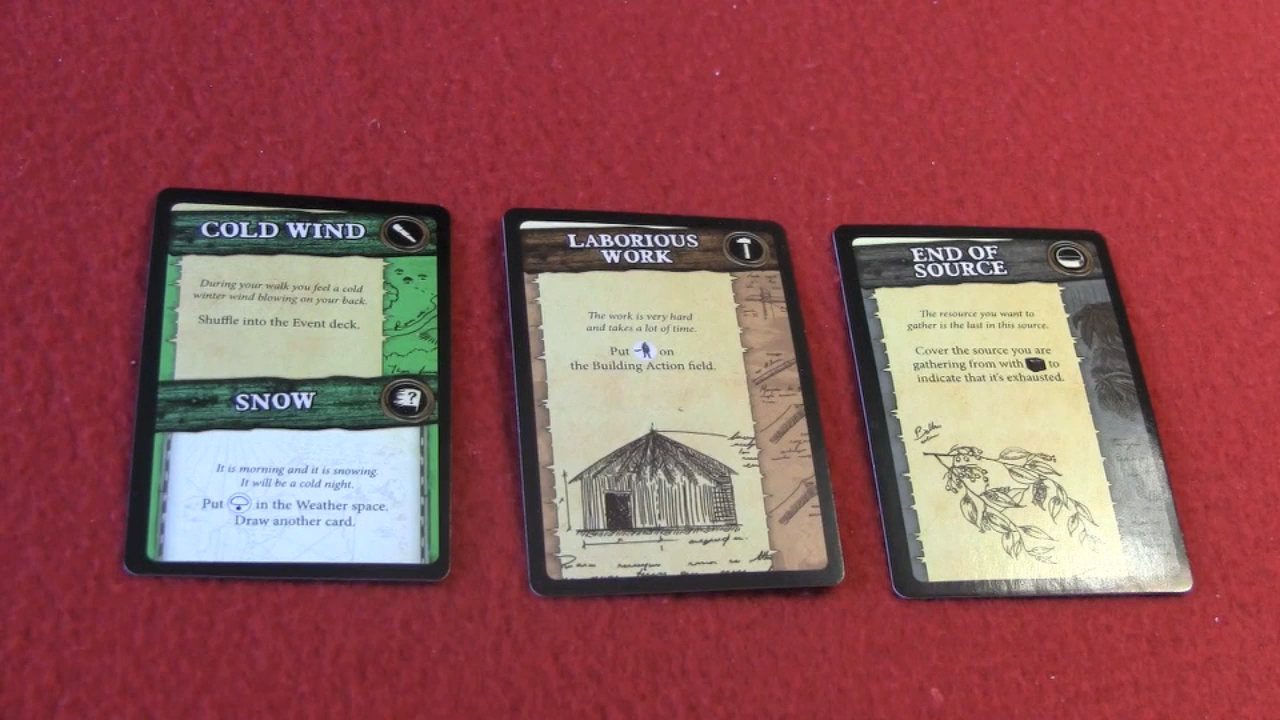 COLD WIND
During your walk you feel a cold
winter wind blowing on your back.
Shuffle into the Event deck.
SNOW
?
It is morning and it is snowing.
It will be a cold night.
Put in the Weather space.
Draw another card.
LABORIOUS
WORK
The work is very hard
and takes a lot of time.
Put on
the Building Action field.
END OF
SOURCE
The resource you want to
gather is the last in this source.
Cover the source you are
gathering from with to
indicate that it's exhausted.